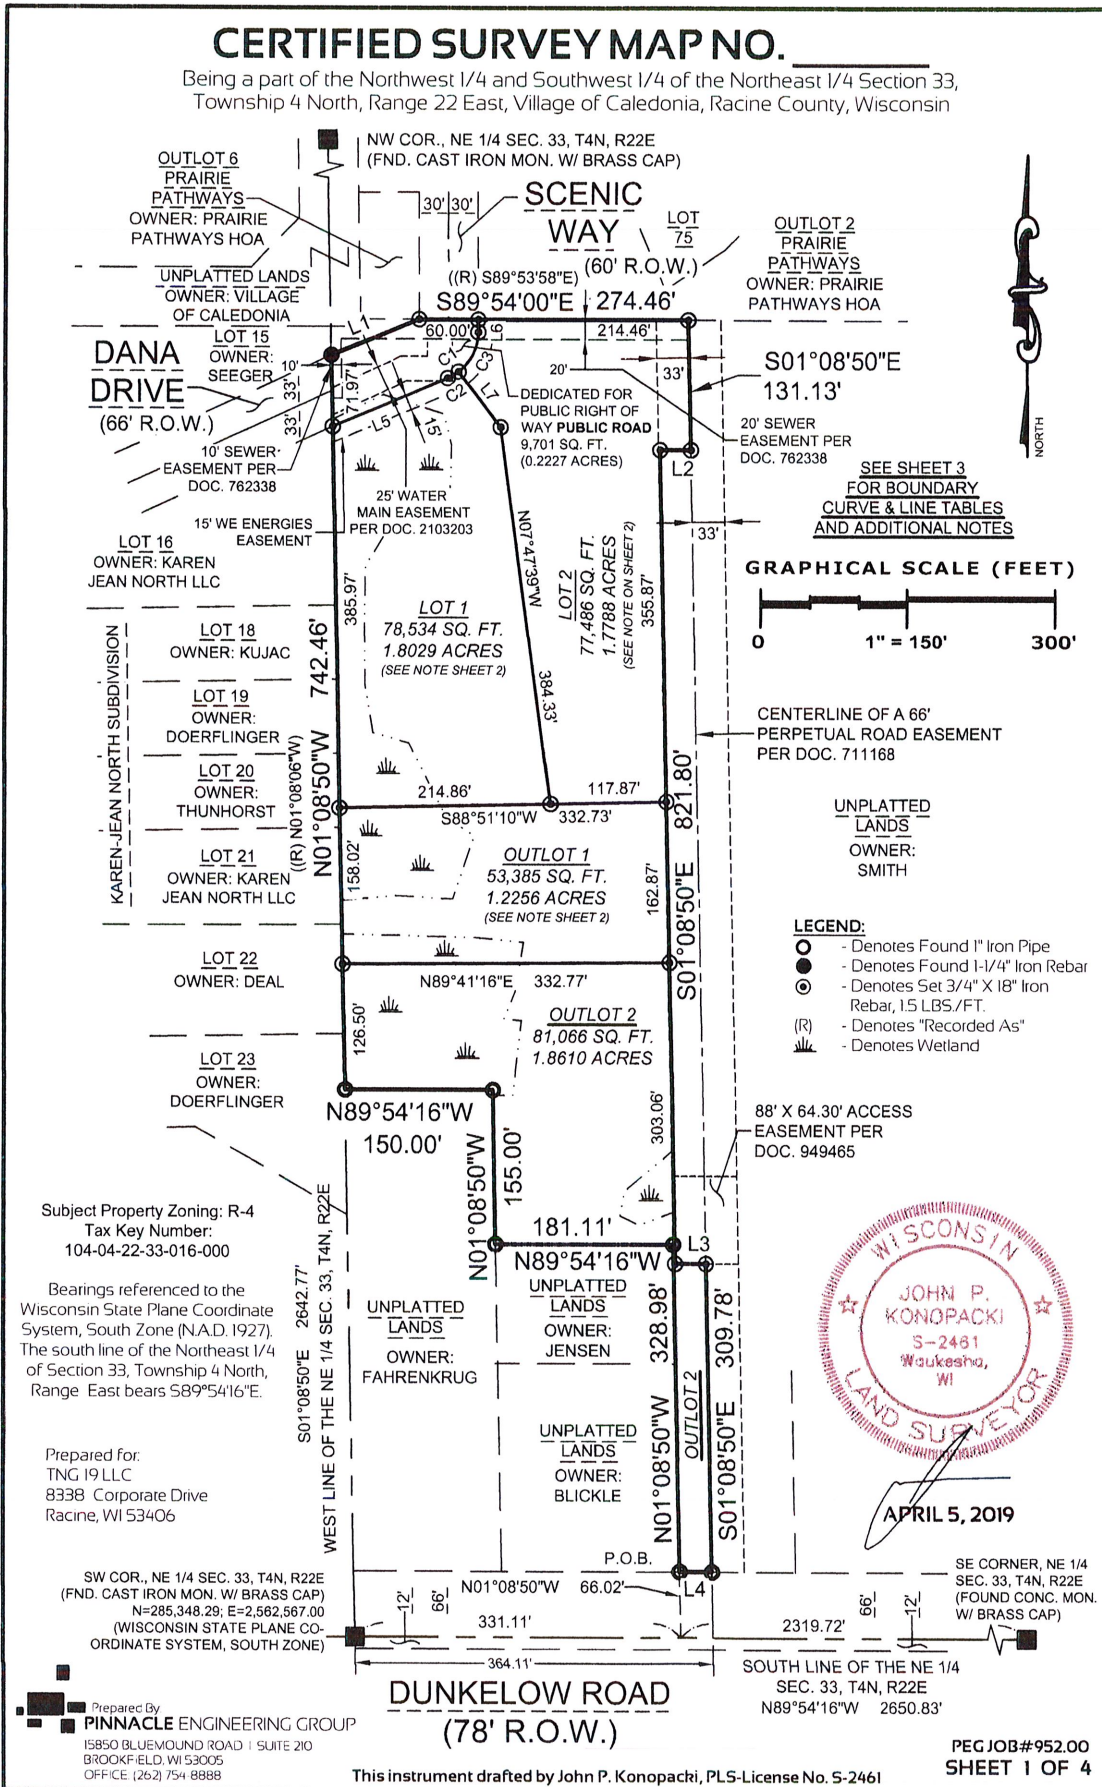 CERTIFIED SURVEY MAP NO.
Being a part of the Northwest 1/4 and Southwest 1/4 of the Northeast 1/4 Section 33,
Township 4 North, Range 22 East, Village of Caledonia, Racine County, Wisconsin
NW COR., NE 1/4 SEC. 33, T4N, R22E
(FND. CAST IRON MON. W/ BRASS CAP)
OUTLOT 6
PRAIRIE
PATHWAYS
OWNER: PRAIRIE
PATHWAYS HOA
30' 30'
SCENIC
WAY
(60' R.O.W.)
LOT
75
OUTLOT 2
PRAIRIE
PATHWAYS
OWNER: PRAIRIE
PATHWAYS HOA
UNPLATTED LANDS
OWNER: VILLAGE
OF CALEDONIA
((R) S89°53'58"E)
S89°54'00"E 274.46'
L1
60.00'
L6
214.46'
LOT 15
OWNER:
SEEGER
DANA
DRIVE
(66' R.O.W.)
10'
33' 33'
71.97'
C1
C3
C2
L7
L5
15'
20'
33'
S01°08'50"E
131.13'
DEDICATED FOR
PUBLIC RIGHT OF
WAY PUBLIC ROAD
9,701 SQ. FT.
(0.2227 ACRES)
20' SEWER
EASEMENT PER
DOC. 762338
10' SEWER
EASEMENT PER
DOC. 762338
L2
25' WATER
MAIN EASEMENT
PER DOC. 2103203
15' WE ENERGIES
EASEMENT
SEE SHEET 3
FOR BOUNDARY
CURVE & LINE TABLES
AND ADDITIONAL NOTES
33'
NORTH
LOT 16
OWNER: KAREN
JEAN NORTH LLC
GRAPHICAL SCALE (FEET)
0 1" = 150' 300'
N07°47'39"W
384.33'
LOT 2
77,486 SQ. FT.
1.7788 ACRES
(SEE NOTE ON SHEET 2)
355.87'
385.97'
LOT 1
78,534 SQ. FT.
1.8029 ACRES
(SEE NOTE SHEET 2)
KAREN-JEAN NORTH SUBDIVISION
LOT 18
OWNER: KUJAC
LOT 19
OWNER:
DOERFLINGER
LOT 20
OWNER:
THUNHORST
LOT 21
OWNER: KAREN
JEAN NORTH LLC
((R) N01°08'06"W)
N01°08'50"W 742.46'
CENTERLINE OF A 66'
PERPETUAL ROAD EASEMENT
PER DOC. 711168
214.86'
117.87'
S88°51'10"W 332.73'
S01°08'50"E 821.80'
UNPLATTED
LANDS
OWNER:
SMITH
158.02'
OUTLOT 1
53,385 SQ. FT.
1.2256 ACRES
(SEE NOTE SHEET 2)
162.87'
LEGEND:
- Denotes Found 1" Iron Pipe
- Denotes Found 1-1/4" Iron Rebar
- Denotes Set 3/4" X 18" Iron
Rebar, 1.5 LBS./FT.
(R) - Denotes "Recorded As"
- Denotes Wetland
LOT 22
OWNER: DEAL
N89°41'16"E 332.77'
126.50'
OUTLOT 2
81,066 SQ. FT.
1.8610 ACRES
LOT 23
OWNER:
DOERFLINGER
N89°54'16"W
150.00'
303.06'
88' X 64.30' ACCESS
EASEMENT PER
DOC. 949465
N01°08'50"W
155.00'
181.11'
N89°54'16"W
L3
Subject Property Zoning: R-4
Tax Key Number:
104-04-22-33-016-000
Bearings referenced to the
Wisconsin State Plane Coordinate
System, South Zone (N.A.D. 1927).
The south line of the Northeast 1/4
of Section 33, Township 4 North,
Range East bears S89°54'16"E.
S01°08'50"E 2642.77'
WEST LINE OF THE NE 1/4 SEC. 33, T4N, R22E
UNPLATTED
LANDS
OWNER:
FAHRENKRUG
UNPLATTED
LANDS
OWNER:
JENSEN
UNPLATTED
LANDS
OWNER:
BLICKLE
N01°08'50"W 328.98'
OUTLOT 2
S01°08'50"E 309.78'
WISCONSIN
JOHN P.
KONOPACKI
S-2461
Waukesha,
WI
LAND SURVEYOR
APRIL 5, 2019
Prepared for:
TNG 19 LLC
8338 Corporate Drive
Racine, WI 53406
P.O.B.
N01°08'50"W 66.02'
L4
SW COR., NE 1/4 SEC. 33, T4N, R22E
(FND. CAST IRON MON. W/ BRASS CAP)
N=285,348.29; E=2,562,567.00
(WISCONSIN STATE PLANE CO-
ORDINATE SYSTEM, SOUTH ZONE)
12'
66'
331.11'
2319.72'
66'
12'
SE CORNER, NE 1/4
SEC. 33, T4N, R22E
(FOUND CONC. MON.
W/ BRASS CAP)
364.11'
DUNKELOW ROAD
(78' R.O.W.)
SOUTH LINE OF THE NE 1/4
SEC. 33, T4N, R22E
N89°54'16"W 2650.83'
Prepared By:
PINNACLE ENGINEERING GROUP
15850 BLUEMOUND ROAD | SUITE 210
BROOKFIELD, WI 53005
OFFICE: (262) 754-8888
This instrument drafted by John P. Konopacki, PLS-License No. S-2461
PEG JOB#952.00
SHEET 1 OF 4